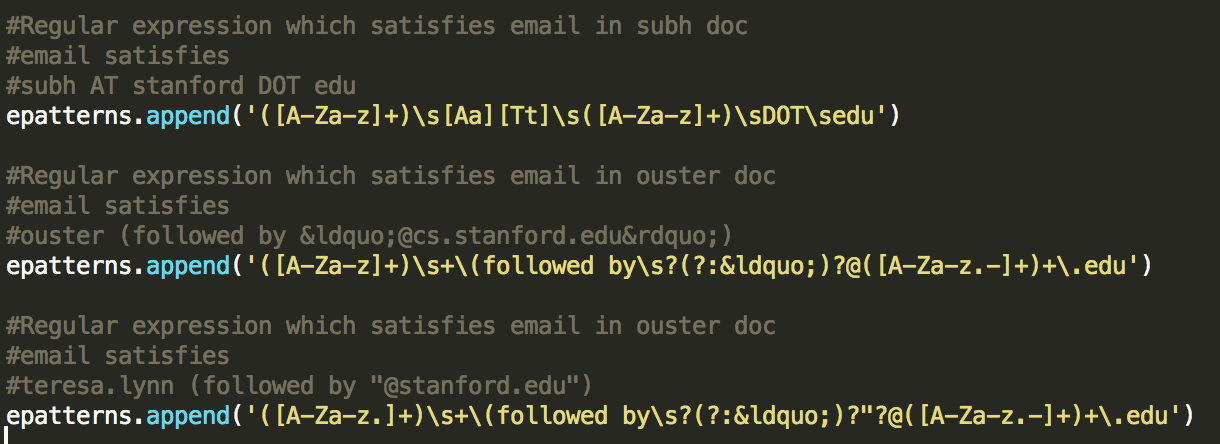 #Regular expression which satisfies email in subh doc
#email satisfies
#subh AT stanford DOT edu
epatterns.append('([A-Za-z]+)\s[Aa][Tt]\s([A-Za-z]+)\sDOT\sedu')
#Regular expression which satisfies email in ouster doc
#email satisfies
#ouster (followed by &ldquo;@cs.stanford.edu&rdquo;)
epatterns.append('([A-Za-z]+)\s+\(followed by\s?(?:&ldquo;)?@([A-Za-z.-]+)+\.edu')
#Regular expression which satisfies email in ouster doc
#email satisfies
#teresa.lynn (followed by "@stanford.edu")
epatterns.append('([A-Za-z.]+)\s+\(followed by\s?(?:&ldquo;)?"?@([A-Za-z.-]+)+\.edu')